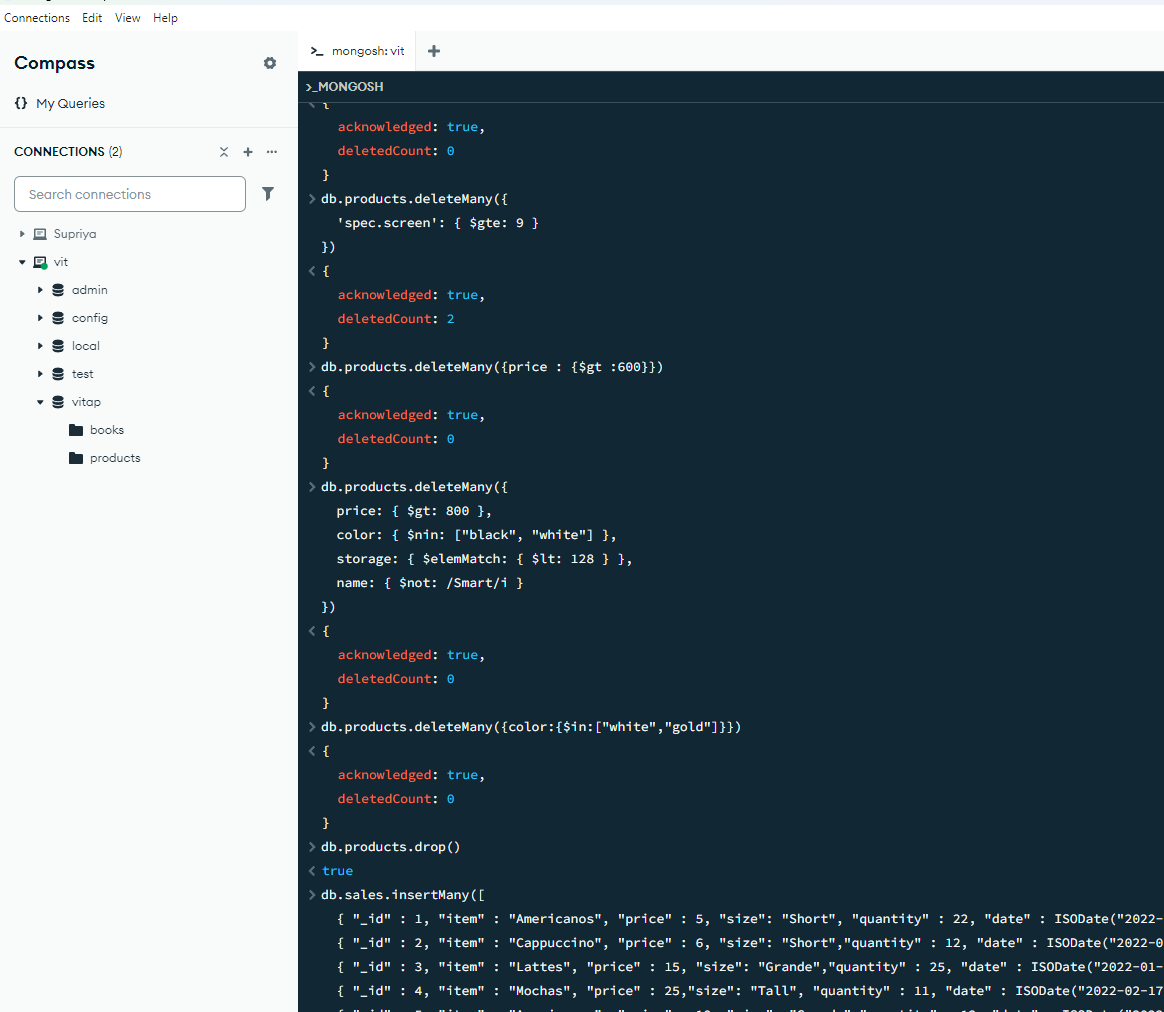 Connections Edit View Help
Compass
My Queries
CONNECTIONS (2)
Search connections
Supriya
vit
admin
config
local
test
vitap
books
products
>_ mongosh: vit
>_MONGOSH
{
acknowledged: true,
deletedCount: 0
}
db.products.deleteMany({
'spec.screen': { $gte: 9 }
})
{
acknowledged: true,
deletedCount: 2
}
db.products.deleteMany({price : {$gt :600}})
{
acknowledged: true,
deletedCount: 0
}
db.products.deleteMany({
price: { $gt: 800 },
color: { $nin: ["black", "white"] },
storage: { $elemMatch: { $lt: 128 } },
name: { $not: /Smart/i }
})
{
acknowledged: true,
deletedCount: 0
}
db.products.deleteMany({color:{$in:["white","gold"]}})
{
acknowledged: true,
deletedCount: 0
}
db.products.drop()
true
db.sales.insertMany([
{ "_id" : 1, "item" : "Americanos", "price" : 5, "size": "Short", "quantity" : 22, "date" : ISODate("2022-
{ "_id" : 2, "item" : "Cappuccino", "price" : 6, "size": "Short","quantity" : 12, "date" : ISODate("2022-0
{ "_id" : 3, "item" : "Lattes", "price" : 15, "size": "Grande","quantity" : 25, "date" : ISODate("2022-01-
{ "_id" : 4, "item" : "Mochas", "price" : 25,"size": "Tall", "quantity" : 11, "date" : ISODate("2022-02-17